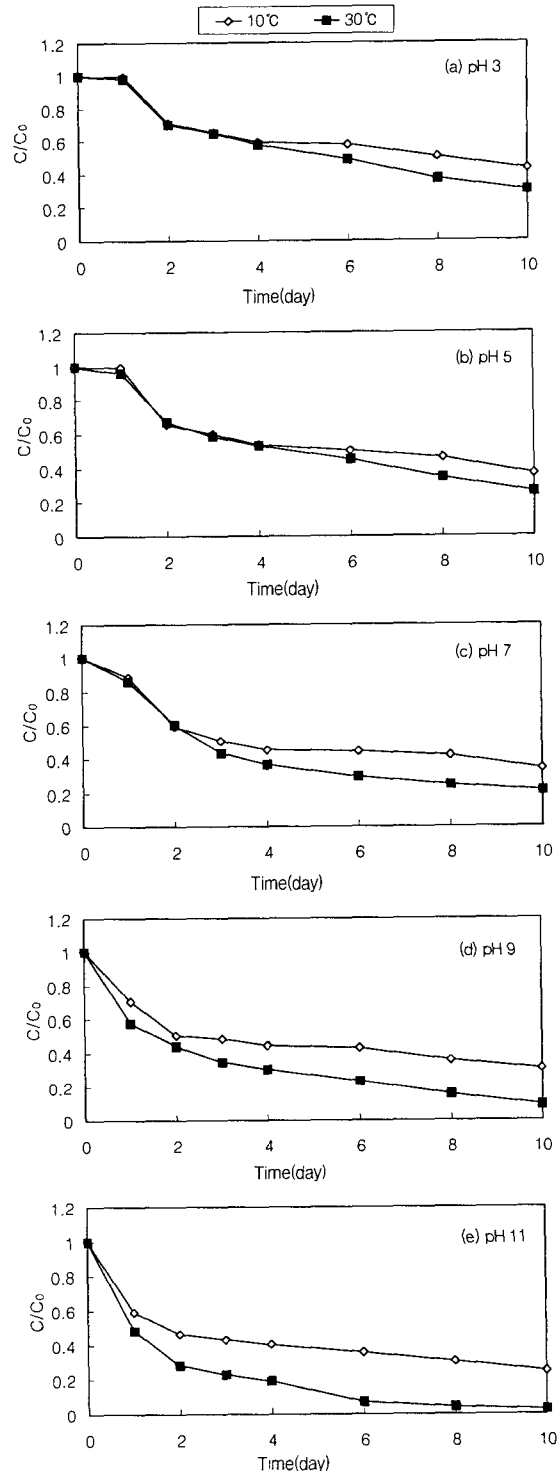 10℃ 30℃
(a) pH 3
1.2
1
0.8
0.6
0.4
0.2
0
C/C₀
0 2 4 6 8 10
Time(day)
(b) pH 5
1.2
1
0.8
0.6
0.4
0.2
0
C/C₀
0 2 4 6 8 10
Time(day)
(c) pH 7
1.2
1
0.8
0.6
0.4
0.2
0
C/C₀
0 2 4 6 8 10
Time(day)
(d) pH 9
1.2
1
0.8
0.6
0.4
0.2
0
C/C₀
0 2 4 6 8 10
Time(day)
(e) pH 11
1.2
1
0.8
0.6
0.4
0.2
0
C/C₀
0 2 4 6 8 10
Time(day)